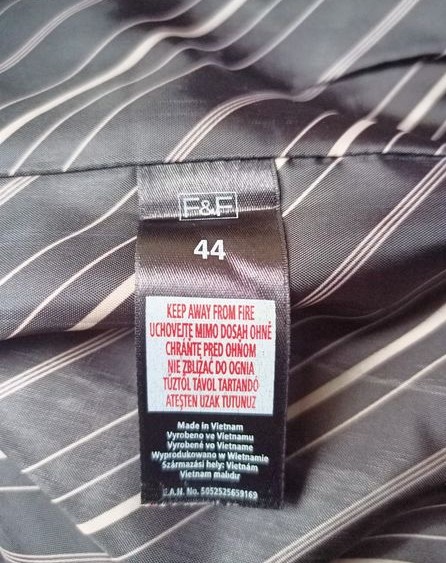 F&F
44
KEEP AWAY FROM FIRE
UCHOVEJTE MIMO DOSAH OHNĚ
CHRÁŇTE PRED OHŇOM
NIE ZBLIŻAĆ DO OGNIA
TŰZTŐL TÁVOL TARTANDÓ
ATEŞTEN UZAK TUTUNUZ
Made in Vietnam
Vyrobeno ve Vietnamu
Vyrobené vo Vietname
Wyprodukowano w Wietnamie
Származási hely: Vietnám
Vietnam malıdır
E.A.N. No. 5052525659169